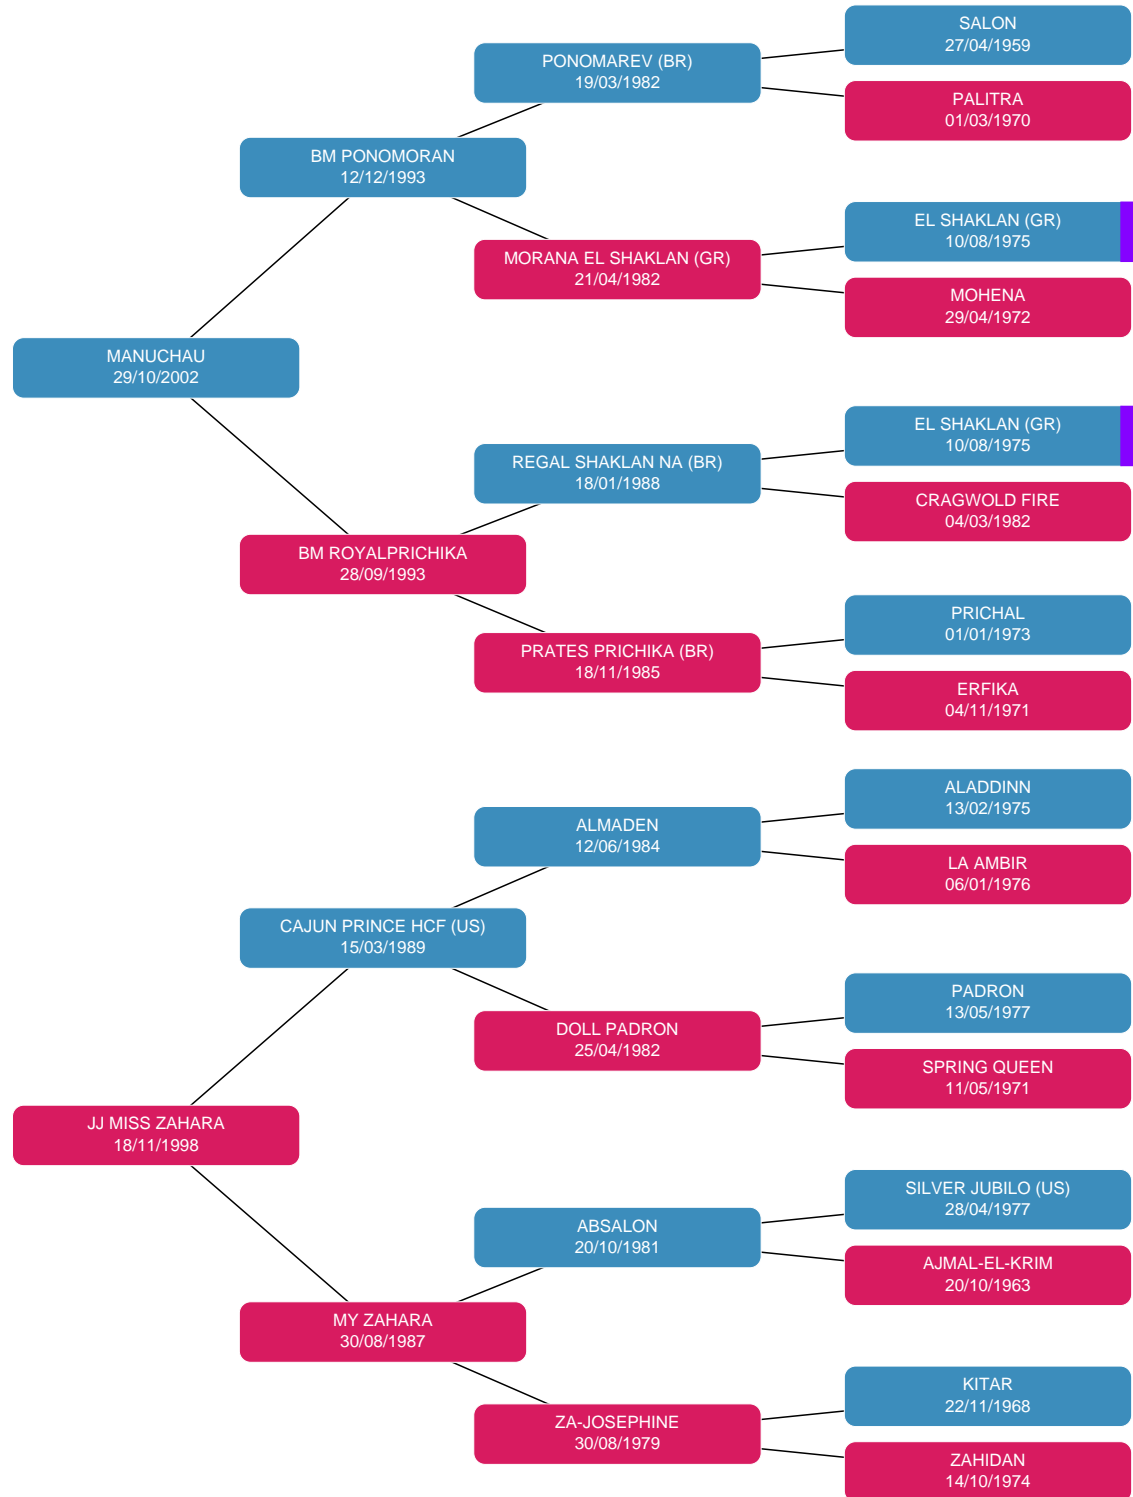 SALON
27/04/1959
PONOMAREV (BR)
19/03/1982
PALITRA
01/03/1970
BM PONOMORAN
12/12/1993
EL SHAKLAN (GR)
10/08/1975
MORANA EL SHAKLAN (GR)
21/04/1982
MOHENA
29/04/1972
MANUCHAU
29/10/2002
EL SHAKLAN (GR)
10/08/1975
REGAL SHAKLAN NA (BR)
18/01/1988
CRAGWOLD FIRE
04/03/1982
BM ROYALPRICHIKA
28/09/1993
PRICHAL
01/01/1973
PRATES PRICHIKA (BR)
18/11/1985
ERFIKA
04/11/1971
ALADDINN
13/02/1975
ALMADEN
12/06/1984
LA AMBIR
06/01/1976
CAJUN PRINCE HCF (US)
15/03/1989
PADRON
13/05/1977
DOLL PADRON
25/04/1982
SPRING QUEEN
11/05/1971
JJ MISS ZAHARA
18/11/1998
SILVER JUBILO (US)
28/04/1977
ABSALON
20/10/1981
AJMAL-EL-KRIM
20/10/1963
MY ZAHARA
30/08/1987
KITAR
22/11/1968
ZA-JOSEPHINE
30/08/1979
ZAHIDAN
14/10/1974